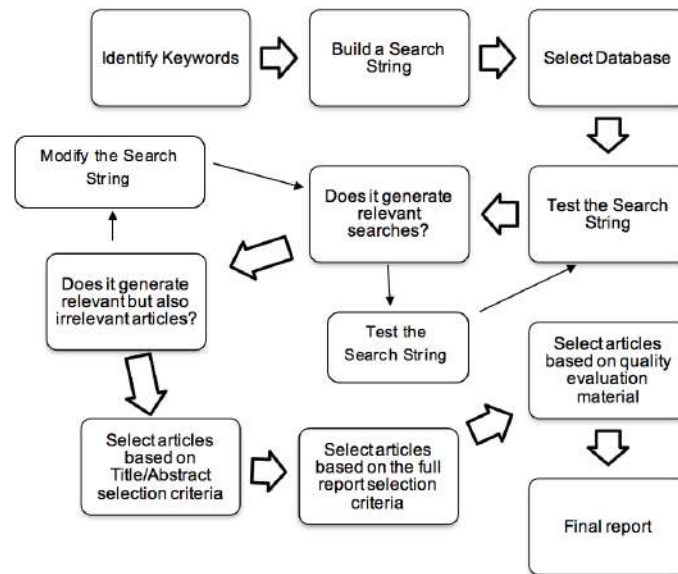 Identify Keywords
Build a Search
String
Select Database
Modify the Search
String
Does it generate
relevant
searches?
Test the Search
String
Does it generate
relevant but also
irrelevant articles?
Test the
Search String
Select articles
based on quality
evaluation
material
Select articles
based on
Title/Abstract
selection criteria
Select articles
based on the full
report selection
criteria
Final report